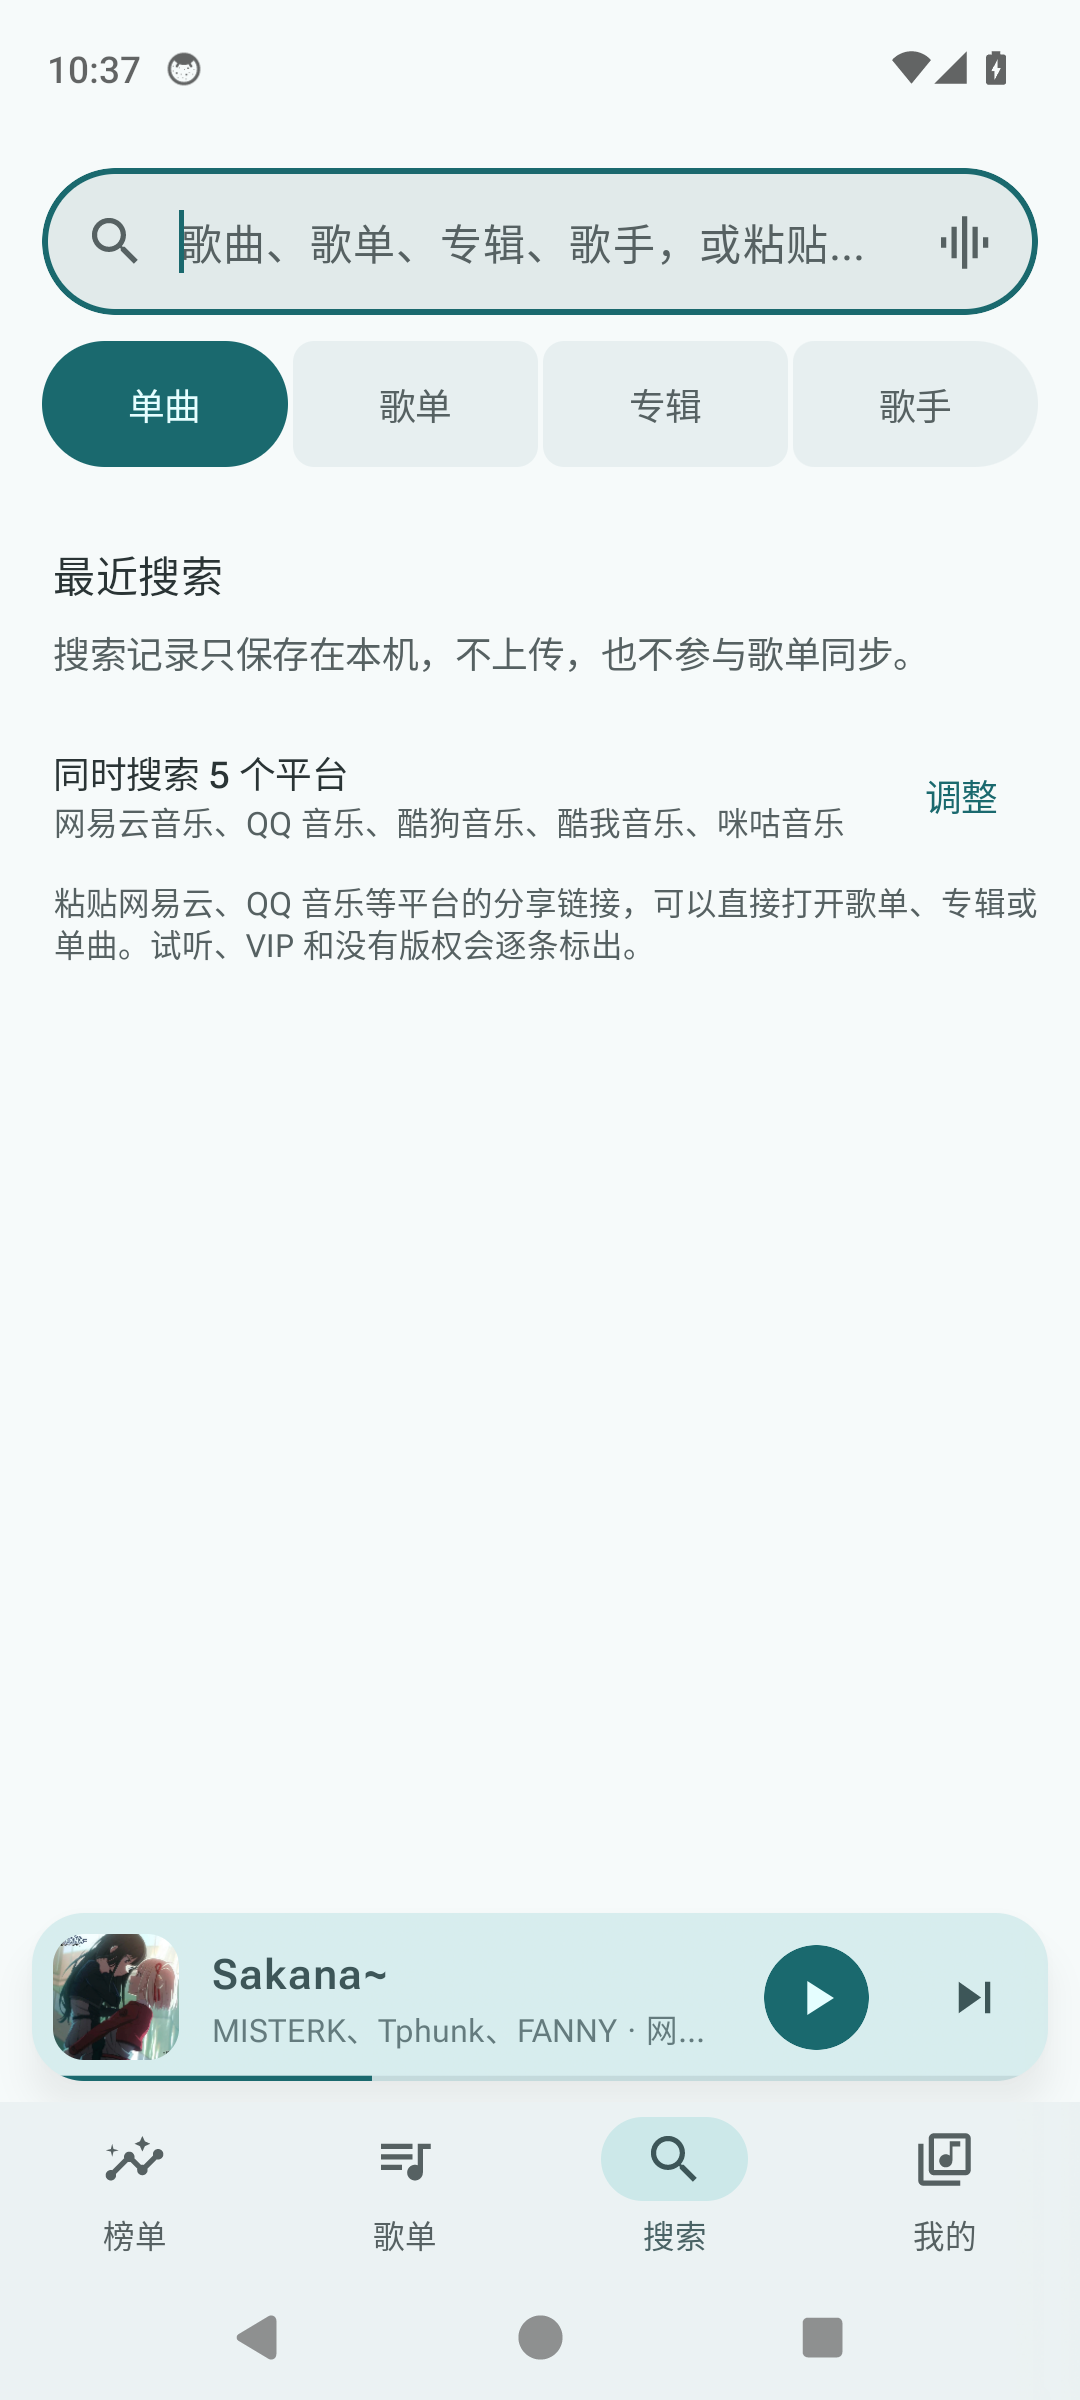 10:37
歌曲、歌单、专辑、歌手，或粘贴...
单曲
歌单
专辑
歌手
最近搜索
搜索记录只保存在本机，不上传，也不参与歌单同步。
同时搜索 5 个平台
网易云音乐、QQ 音乐、酷狗音乐、酷我音乐、咪咕音乐
调整
粘贴网易云、QQ 音乐等平台的分享链接，可以直接打开歌单、专辑或
单曲。试听、VIP 和没有版权会逐条标出。
Sakana~
MISTERK、Tphunk、FANNY · 网...
榜单
歌单
搜索
我的